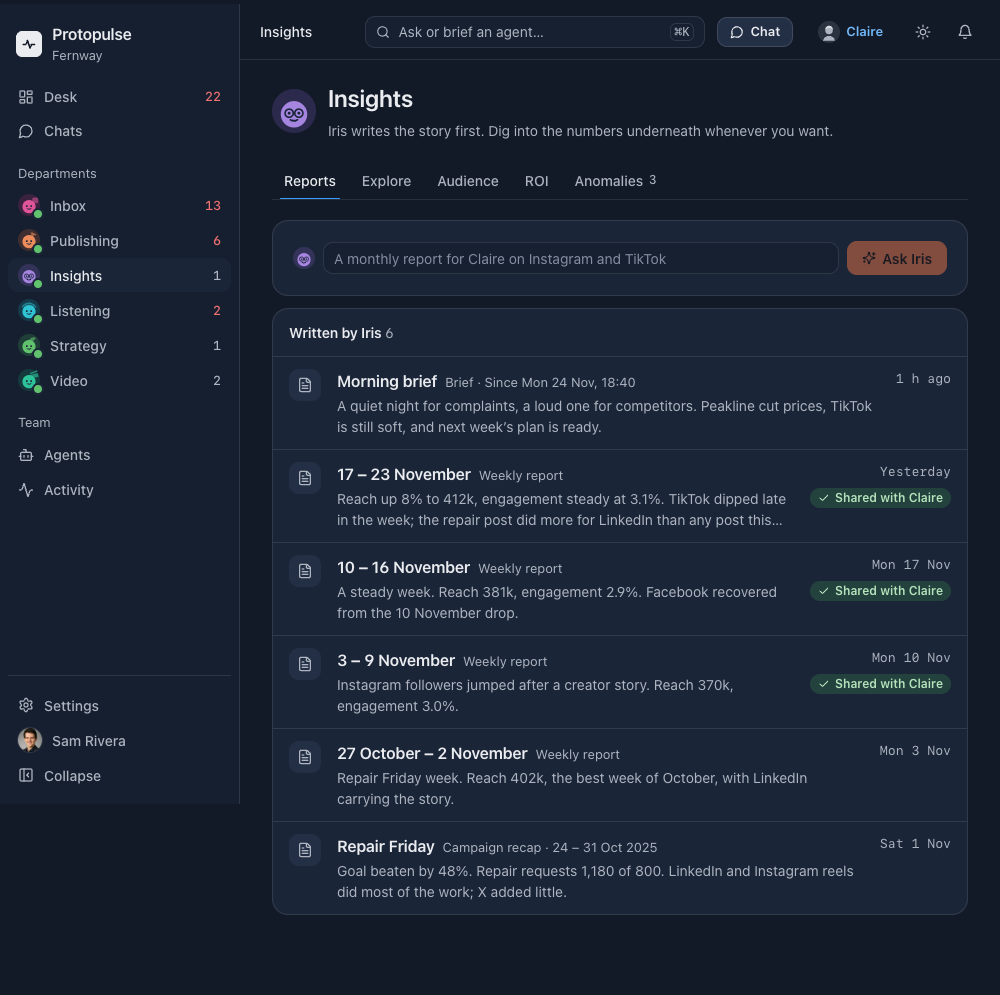 Protopulse
Fernway
Desk 22
Chats
Departments
Inbox 13
Publishing 6
Insights 1
Listening 2
Strategy 1
Video 2
Team
Agents
Activity
Settings
Sam Rivera
Collapse
Insights
Ask or brief an agent...
⌘K
Chat
Claire
Insights
Iris writes the story first. Dig into the numbers underneath whenever you want.
Reports Explore Audience ROI Anomalies 3
A monthly report for Claire on Instagram and TikTok
Ask Iris
Written by Iris 6
Morning brief Brief · Since Mon 24 Nov, 18:40
1 h ago
A quiet night for complaints, a loud one for competitors. Peakline cut prices, TikTok
is still soft, and next week's plan is ready.
17 – 23 November Weekly report
Yesterday
Shared with Claire
Reach up 8% to 412k, engagement steady at 3.1%. TikTok dipped late
in the week; the repair post did more for LinkedIn than any post this...
10 – 16 November Weekly report
Mon 17 Nov
Shared with Claire
A steady week. Reach 381k, engagement 2.9%. Facebook recovered
from the 10 November drop.
3 – 9 November Weekly report
Mon 10 Nov
Shared with Claire
Instagram followers jumped after a creator story. Reach 370k,
engagement 3.0%.
27 October – 2 November Weekly report
Mon 3 Nov
Repair Friday week. Reach 402k, the best week of October, with LinkedIn
carrying the story.
Repair Friday Campaign recap · 24 – 31 Oct 2025
Sat 1 Nov
Goal beaten by 48%. Repair requests 1,180 of 800. LinkedIn and Instagram reels
did most of the work; X added little.